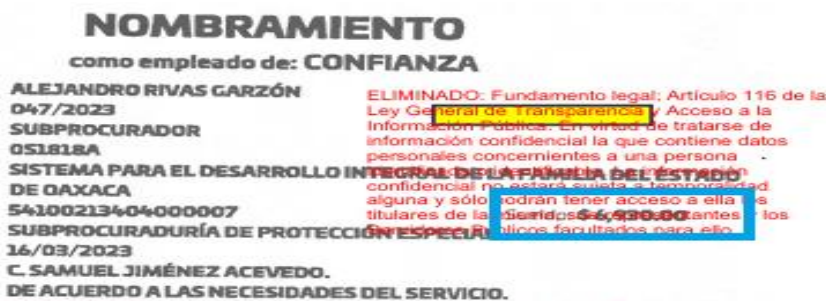 NOMBRAMIENTO
como empleado de: CONFIANZA
ALEJANDRO RIVAS GARZÓN
047/2023
SUBPROCURADOR
0S1818A
SISTEMA PARA EL DESARROLLO INTEGRAL DE LA FAMILIA DEL ESTADO
DE OAXACA
54100213404000007
SUBPROCURADURÍA DE PROTECCIÓN ESPECIAL
16/03/2023
C. SAMUEL JIMÉNEZ ACEVEDO.
DE ACUERDO A LAS NECESIDADES DEL SERVICIO.
ELIMINADO: Fundamento legal; Artículo 116 de la
Ley General de Transparencia y Acceso a la
Información Pública. En virtud de tratarse de
información confidencial la que contiene datos
personales concernientes a una persona
confidencial no estará sujeta a temporalidad
alguna y sólo podrán tener acceso a ella los
titulares de la
los
Públicos facultados para ello
Sueldo: $ 6,930.00